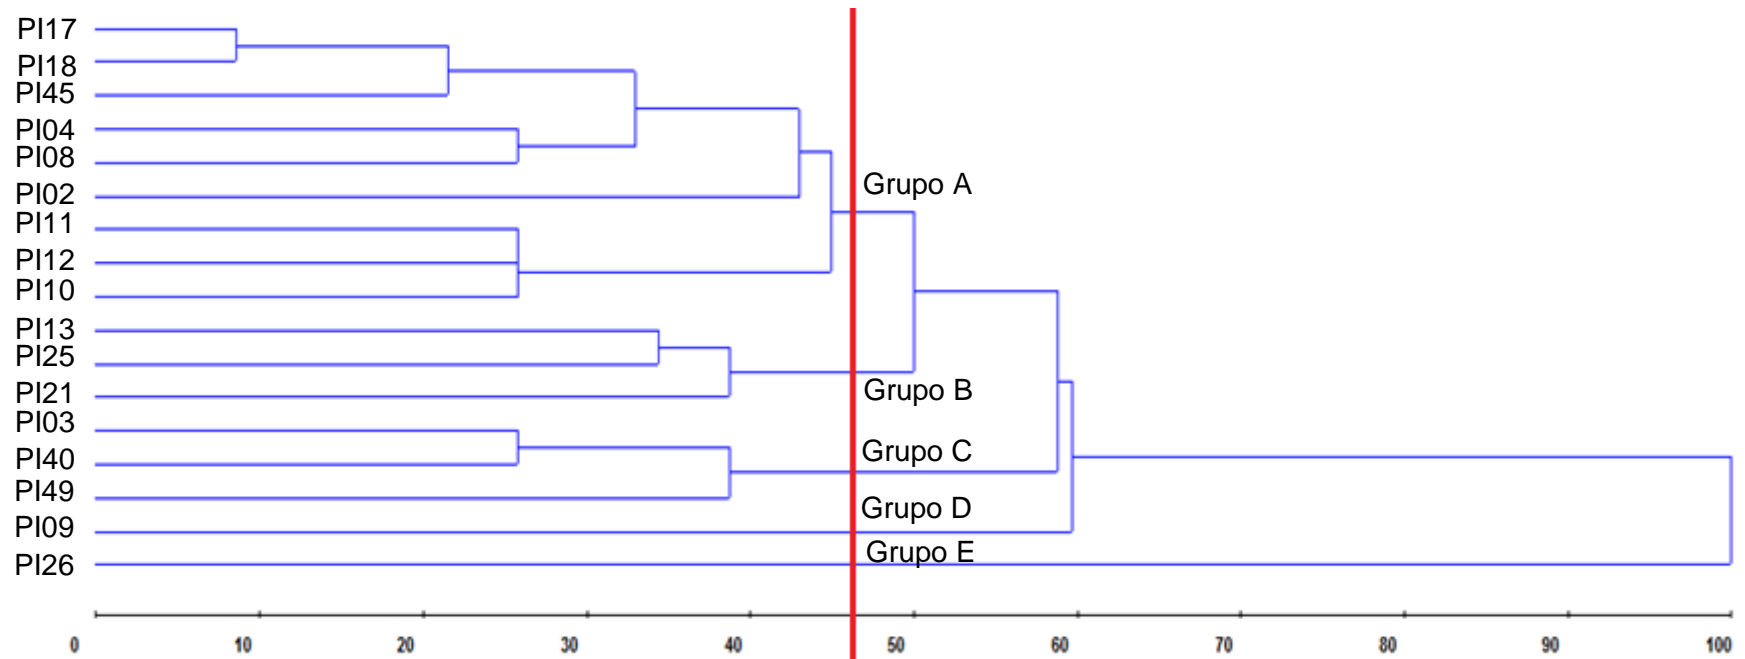 PI17
PI18
PI45
PI04
PI08
PI02
Grupo A
PI11
PI12
PI10
PI13
PI25
PI21
Grupo B
PI03
Grupo C
PI40
PI49
Grupo D
PI09
Grupo E
PI26
0 10 20 30 40 50 60 70 80 90 100